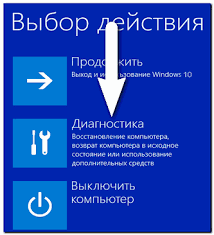 Выбор действия
Продолжить
Выход и использование Windows 10
Диагностика
Восстановление компьютера,
возврат компьютера в исходное
состояние или использование
дополнительных средств
Выключить
компьютер